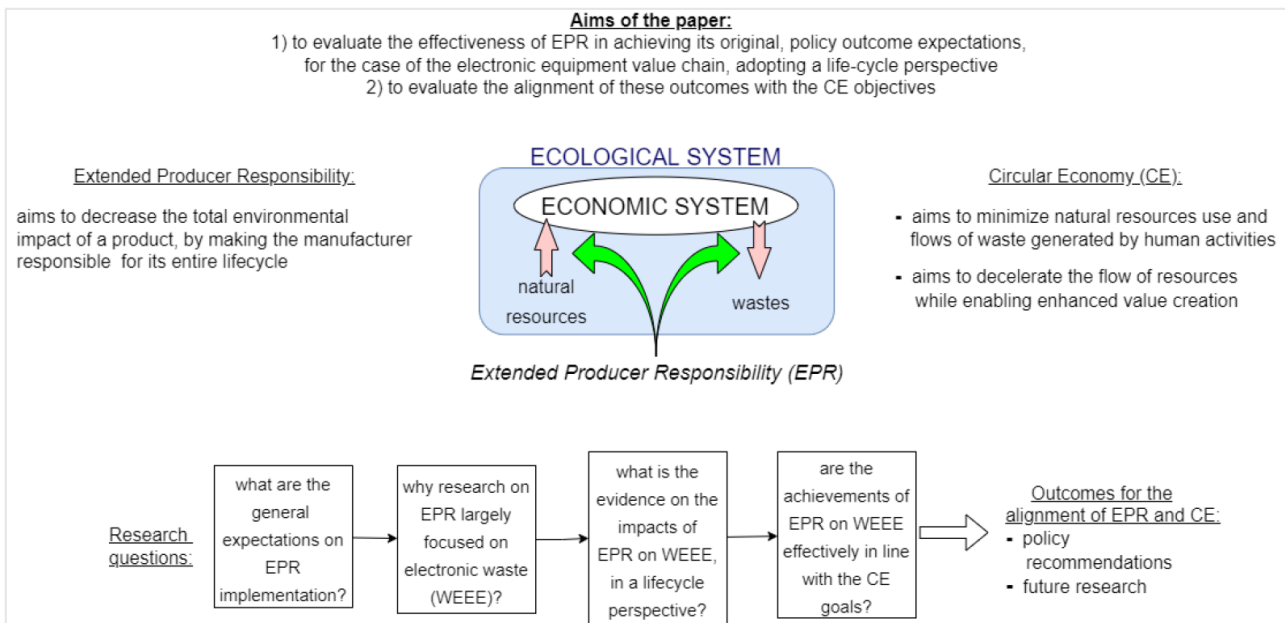 Aims of the paper:
1) to evaluate the effectiveness of EPR in achieving its original, policy outcome expectations,
for the case of the electronic equipment value chain, adopting a life-cycle perspective
2) to evaluate the alignment of these outcomes with the CE objectives
Extended Producer Responsibility:
aims to decrease the total environmental
impact of a product, by making the manufacturer
responsible for its entire lifecycle
ECOLOGICAL SYSTEM
ECONOMIC SYSTEM
natural
resources
wastes
Extended Producer Responsibility (EPR)
Circular Economy (CE):
- aims to minimize natural resources use and
flows of waste generated by human activities
- aims to decelerate the flow of resources
while enabling enhanced value creation
Research
questions:
what are the
general
expectations on
EPR
implementation?
why research on
EPR largely
focused on
electronic waste
(WEEE)?
what is the
evidence on the
impacts of
EPR on WEEE,
in a lifecycle
perspective?
are the
achievements of
EPR on WEEE
effectively in line
with the CE
goals?
Outcomes for the
alignment of EPR and CE:
- policy
recommendations
- future research